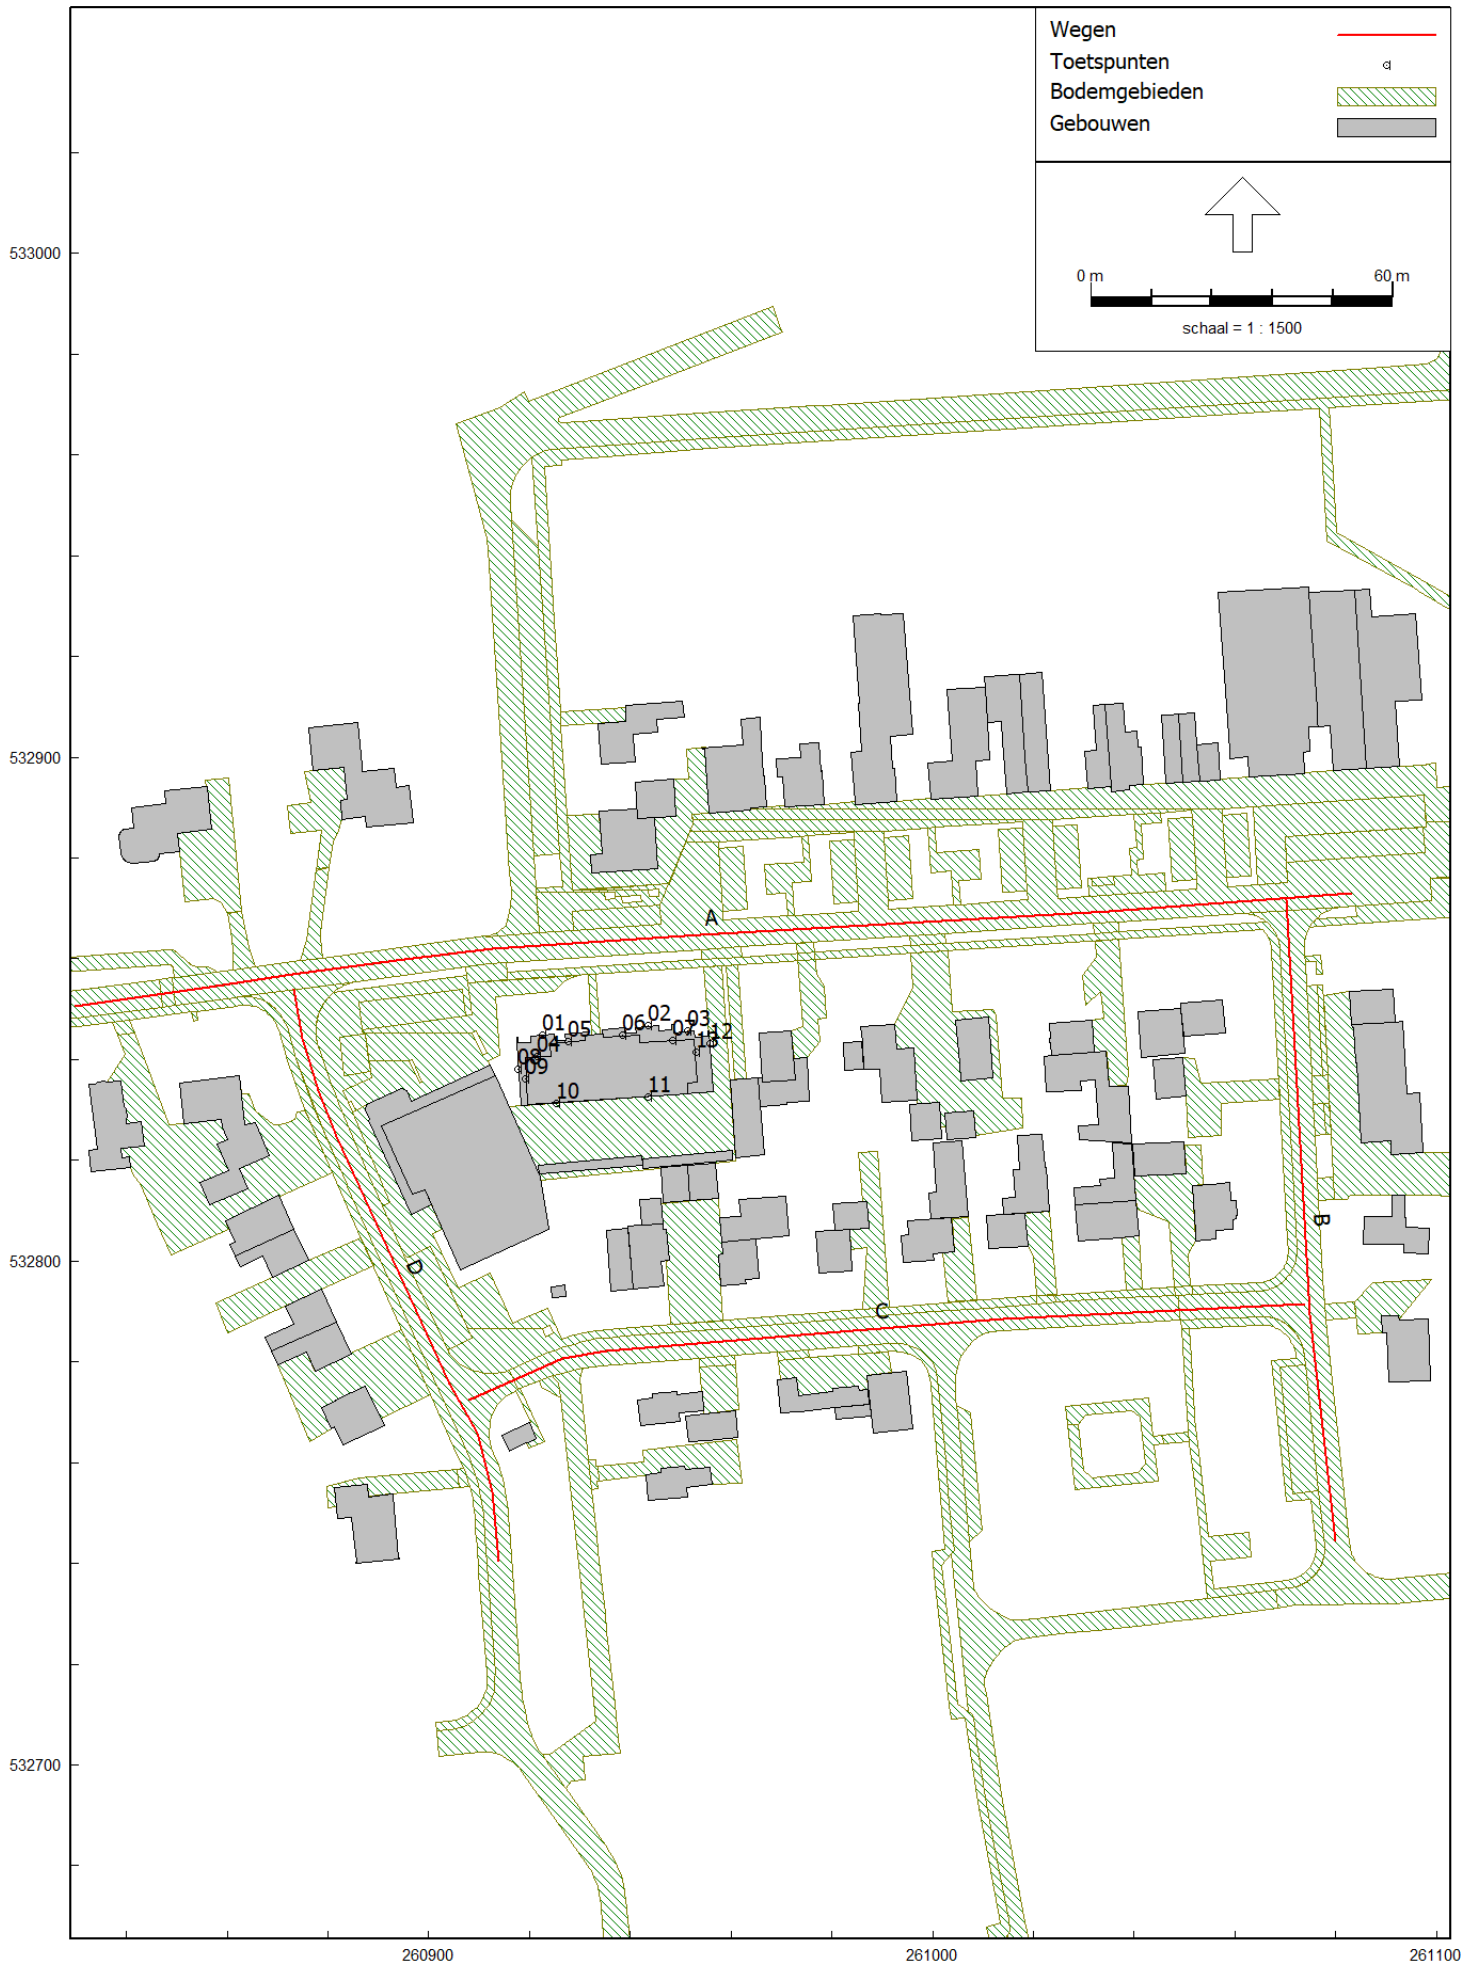 Wegen
Toetspunten
Bodemgebieden
Gebouwen
0 m 60 m
schaal = 1 : 1500
533000
532900
A
01 02 03
05 06 07 12
04 13
08
09
10 11
532800
B
D
C
532700
260900 261000 261100